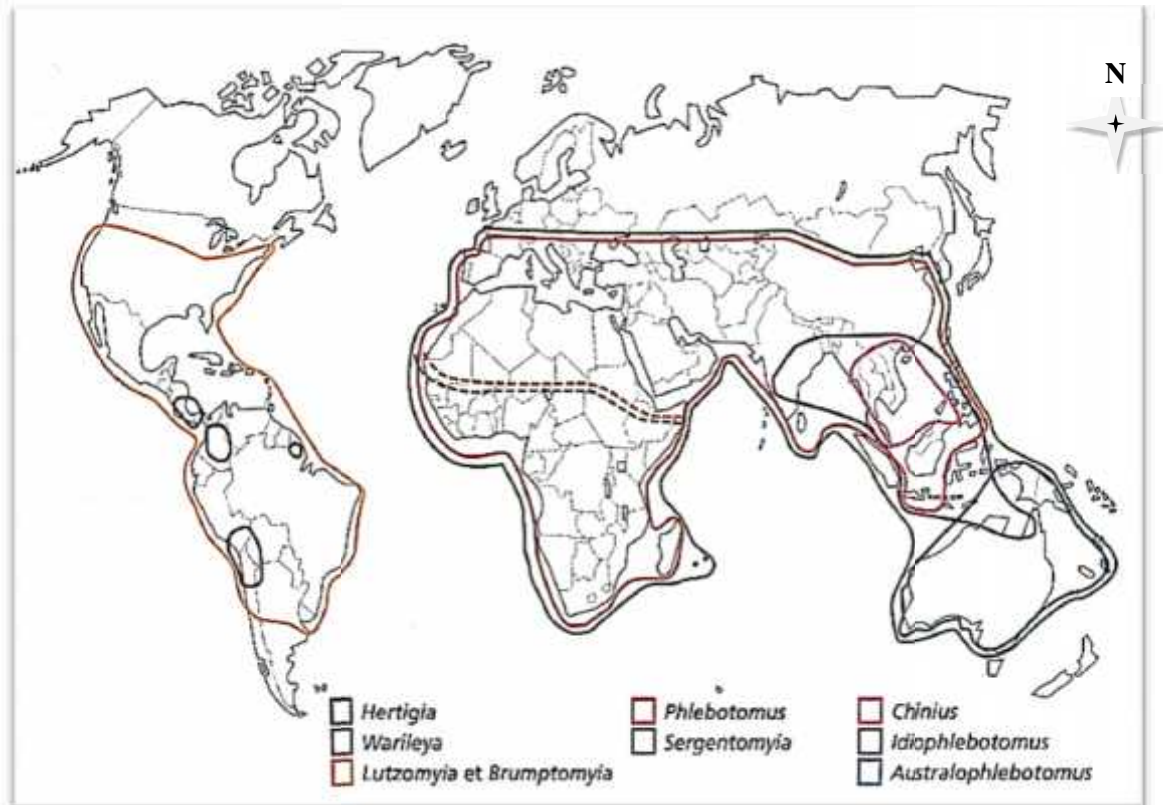 N
Hertigia
Warileya
Lutzomyia et Brumptomyia
Phlebotomus
Sergentomyia
Chinius
Idiophlebotomus
Australophlebotomus